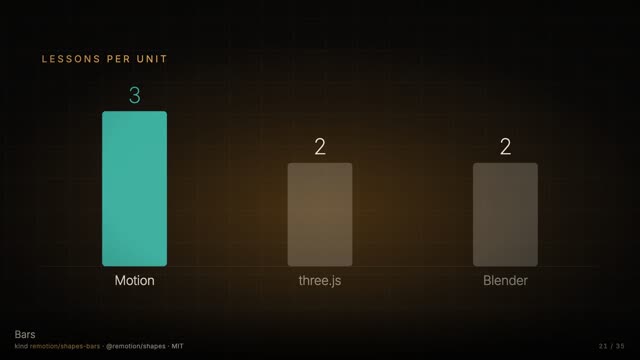 LESSONS PER UNIT
3
2
2
Motion
three.js
Blender
Bars
kind remotion/shapes-bars · @remotion/shapes · MIT
21 / 35